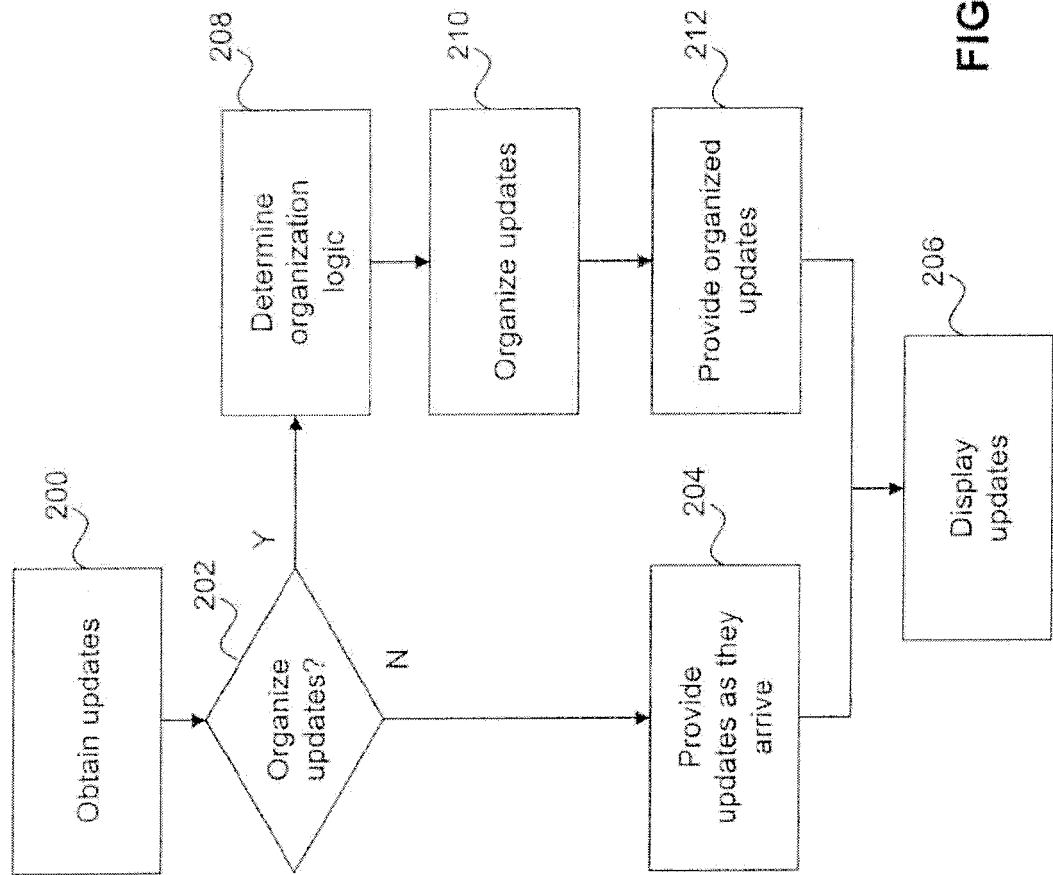 Obtain updates
200
202
Organize
updates?
Y
N
Determine
organization
logic
208
Organize updates
210
Provide organized
updates
212
Provide
updates as they
arrive
204
Display
updates
206
FIG